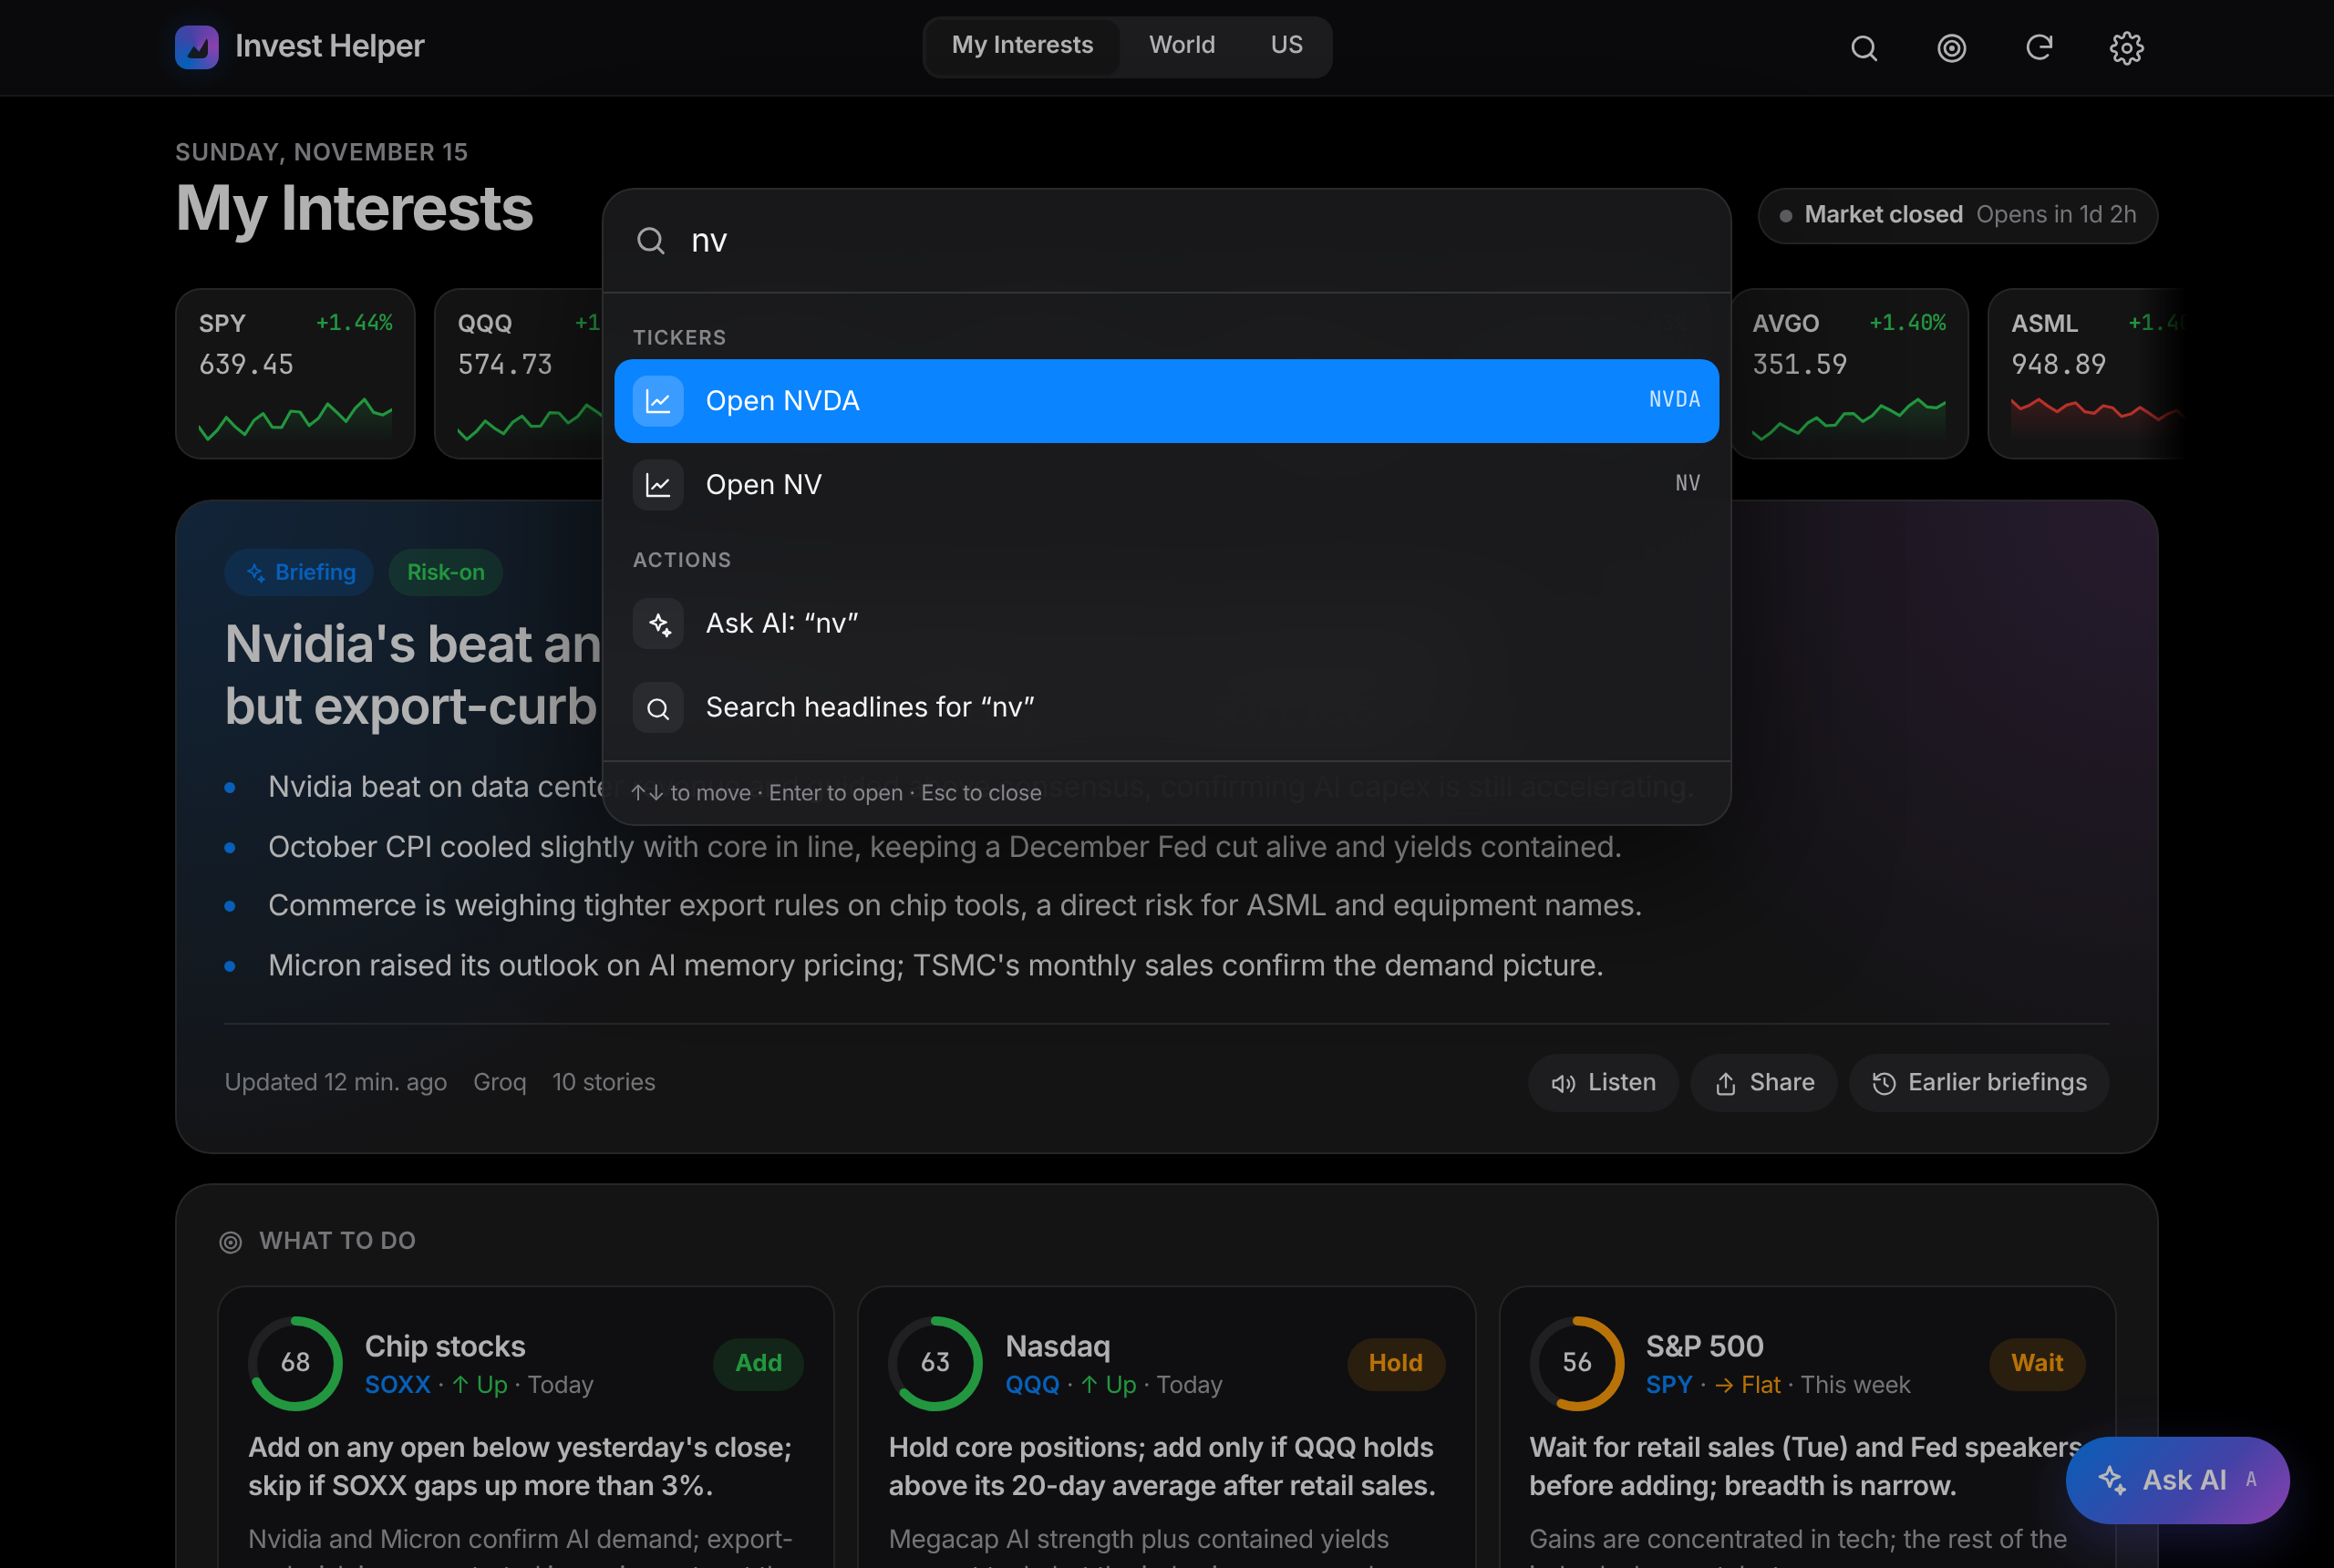 Invest Helper
My Interests
World
US
SUNDAY, NOVEMBER 15
My Interests
Market closed Opens in 1d 2h
SPY +1.44%
639.45
QQQ +1
574.73
AVGO +1.40%
351.59
ASML +1.4
948.89
nv
TICKERS
Open NVDA NVDA
Open NV NV
ACTIONS
Ask AI: “nv”
Search headlines for “nv”
↑↓ to move · Enter to open · Esc to close
Briefing
Risk-on
Nvidia's beat an
but export-curb
Nvidia beat on data center consensus, confirming AI capex is still accelerating.
October CPI cooled slightly with core in line, keeping a December Fed cut alive and yields contained.
Commerce is weighing tighter export rules on chip tools, a direct risk for ASML and equipment names.
Micron raised its outlook on AI memory pricing; TSMC's monthly sales confirm the demand picture.
Updated 12 min. ago Groq 10 stories
Listen
Share
Earlier briefings
WHAT TO DO
68
Chip stocks
SOXX · ↑ Up · Today
Add
Add on any open below yesterday's close;
skip if SOXX gaps up more than 3%.
Nvidia and Micron confirm AI demand; export-
63
Nasdaq
QQQ · ↑ Up · Today
Hold
Hold core positions; add only if QQQ holds
above its 20-day average after retail sales.
Megacap AI strength plus contained yields
56
S&P 500
SPY · → Flat · This week
Wait
Wait for retail sales (Tue) and Fed speakers
before adding; breadth is narrow.
Gains are concentrated in tech; the rest of the
Ask AI A